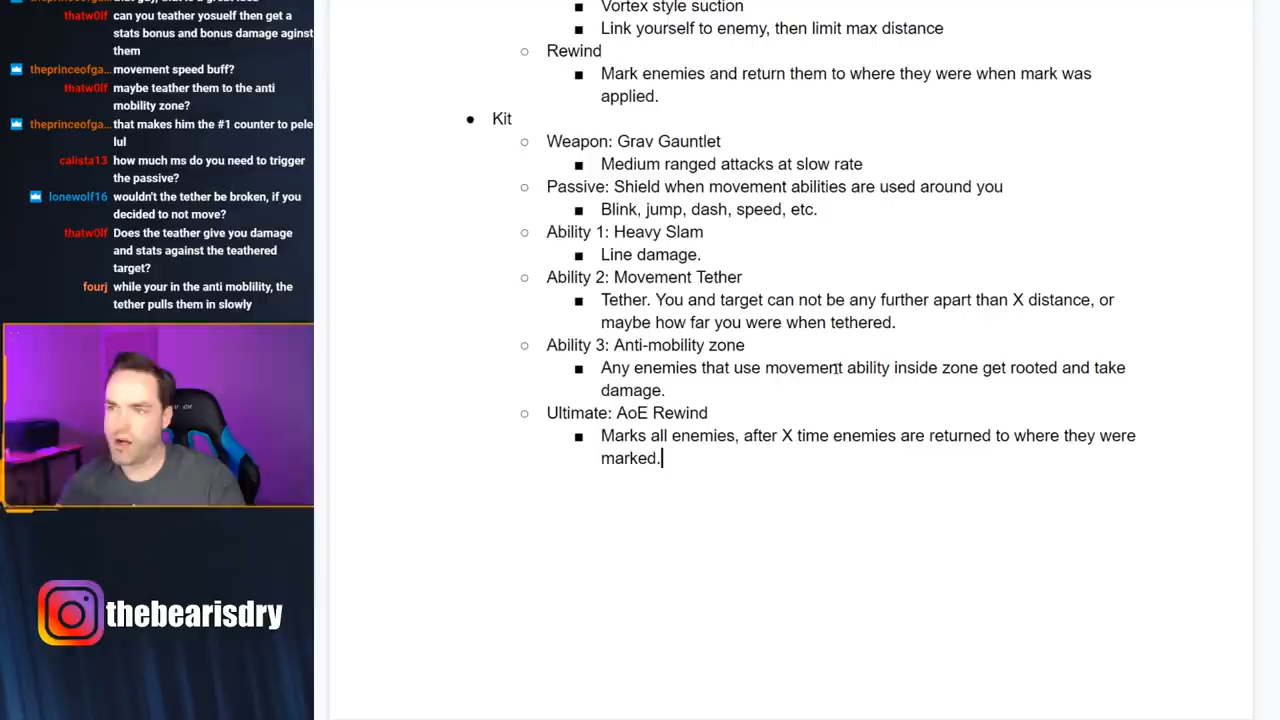 thatw0lf can you teather yosuelf then get a
stats bonus and bonus damage aginst
them
theprinceofga... movement speed buff?
thatw0lf maybe teather them to the anti
mobility zone?
theprinceofga... that makes him the #1 counter to pele
lul
calista13 how much ms do you need to trigger
the passive?
lonewolf16 wouldn't the tether be broken, if you
decided to not move?
thatw0lf Does the teather give you damage
and stats against the teathered
target?
fourj while your in the anti moblility, the
tether pulls them in slowly
thebearisdry
■ Vortex style suction
■ Link yourself to enemy, then limit max distance
○ Rewind
■ Mark enemies and return them to where they were when mark was
applied.
● Kit
○ Weapon: Grav Gauntlet
■ Medium ranged attacks at slow rate
○ Passive: Shield when movement abilities are used around you
■ Blink, jump, dash, speed, etc.
○ Ability 1: Heavy Slam
■ Line damage.
○ Ability 2: Movement Tether
■ Tether. You and target can not be any further apart than X distance, or
maybe how far you were when tethered.
○ Ability 3: Anti-mobility zone
■ Any enemies that use movement ability inside zone get rooted and take
damage.
○ Ultimate: AoE Rewind
■ Marks all enemies, after X time enemies are returned to where they were
marked.